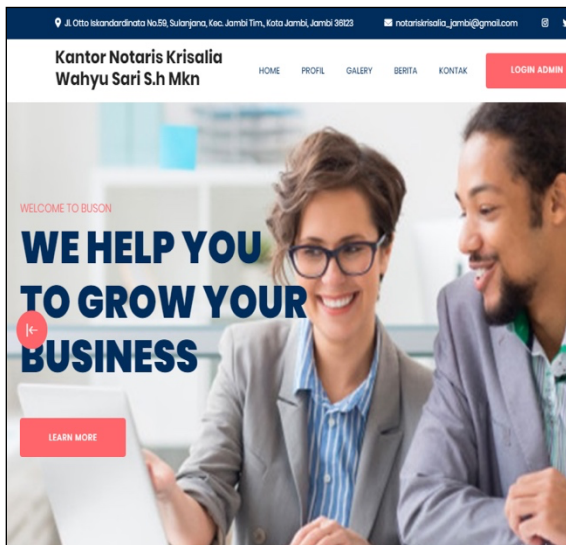 Jl. Otto Iskandardinata No.59, Sulanjana, Kec. Jambi Tim., Kota Jambi, Jambi 36123
notariskrisalia_jambi@gmail.com
Kantor Notaris Krisalia
Wahyu Sari S.h Mkn
HOME PROFIL GALERY BERITA KONTAK LOGIN ADMIN
WELCOME TO BUSON
WE HELP YOU
TO GROW YOUR
BUSINESS
LEARN MORE